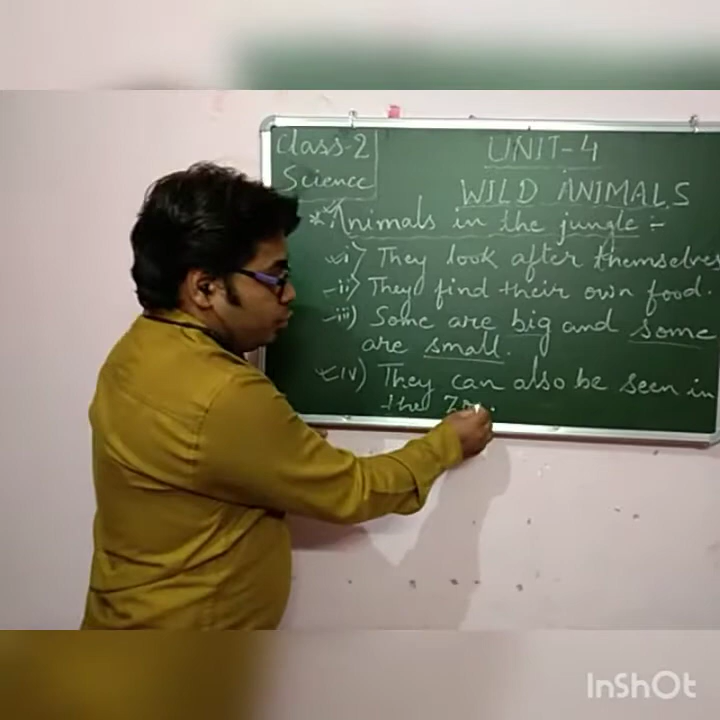 Class-2
Science
UNIT-4
WILD ANIMALS
* Animals in the jungle :-
i) They look after themselves
ii) They find their own food.
iii) Some are big and some
are small.
iv) They can also be seen in
the
InShOt